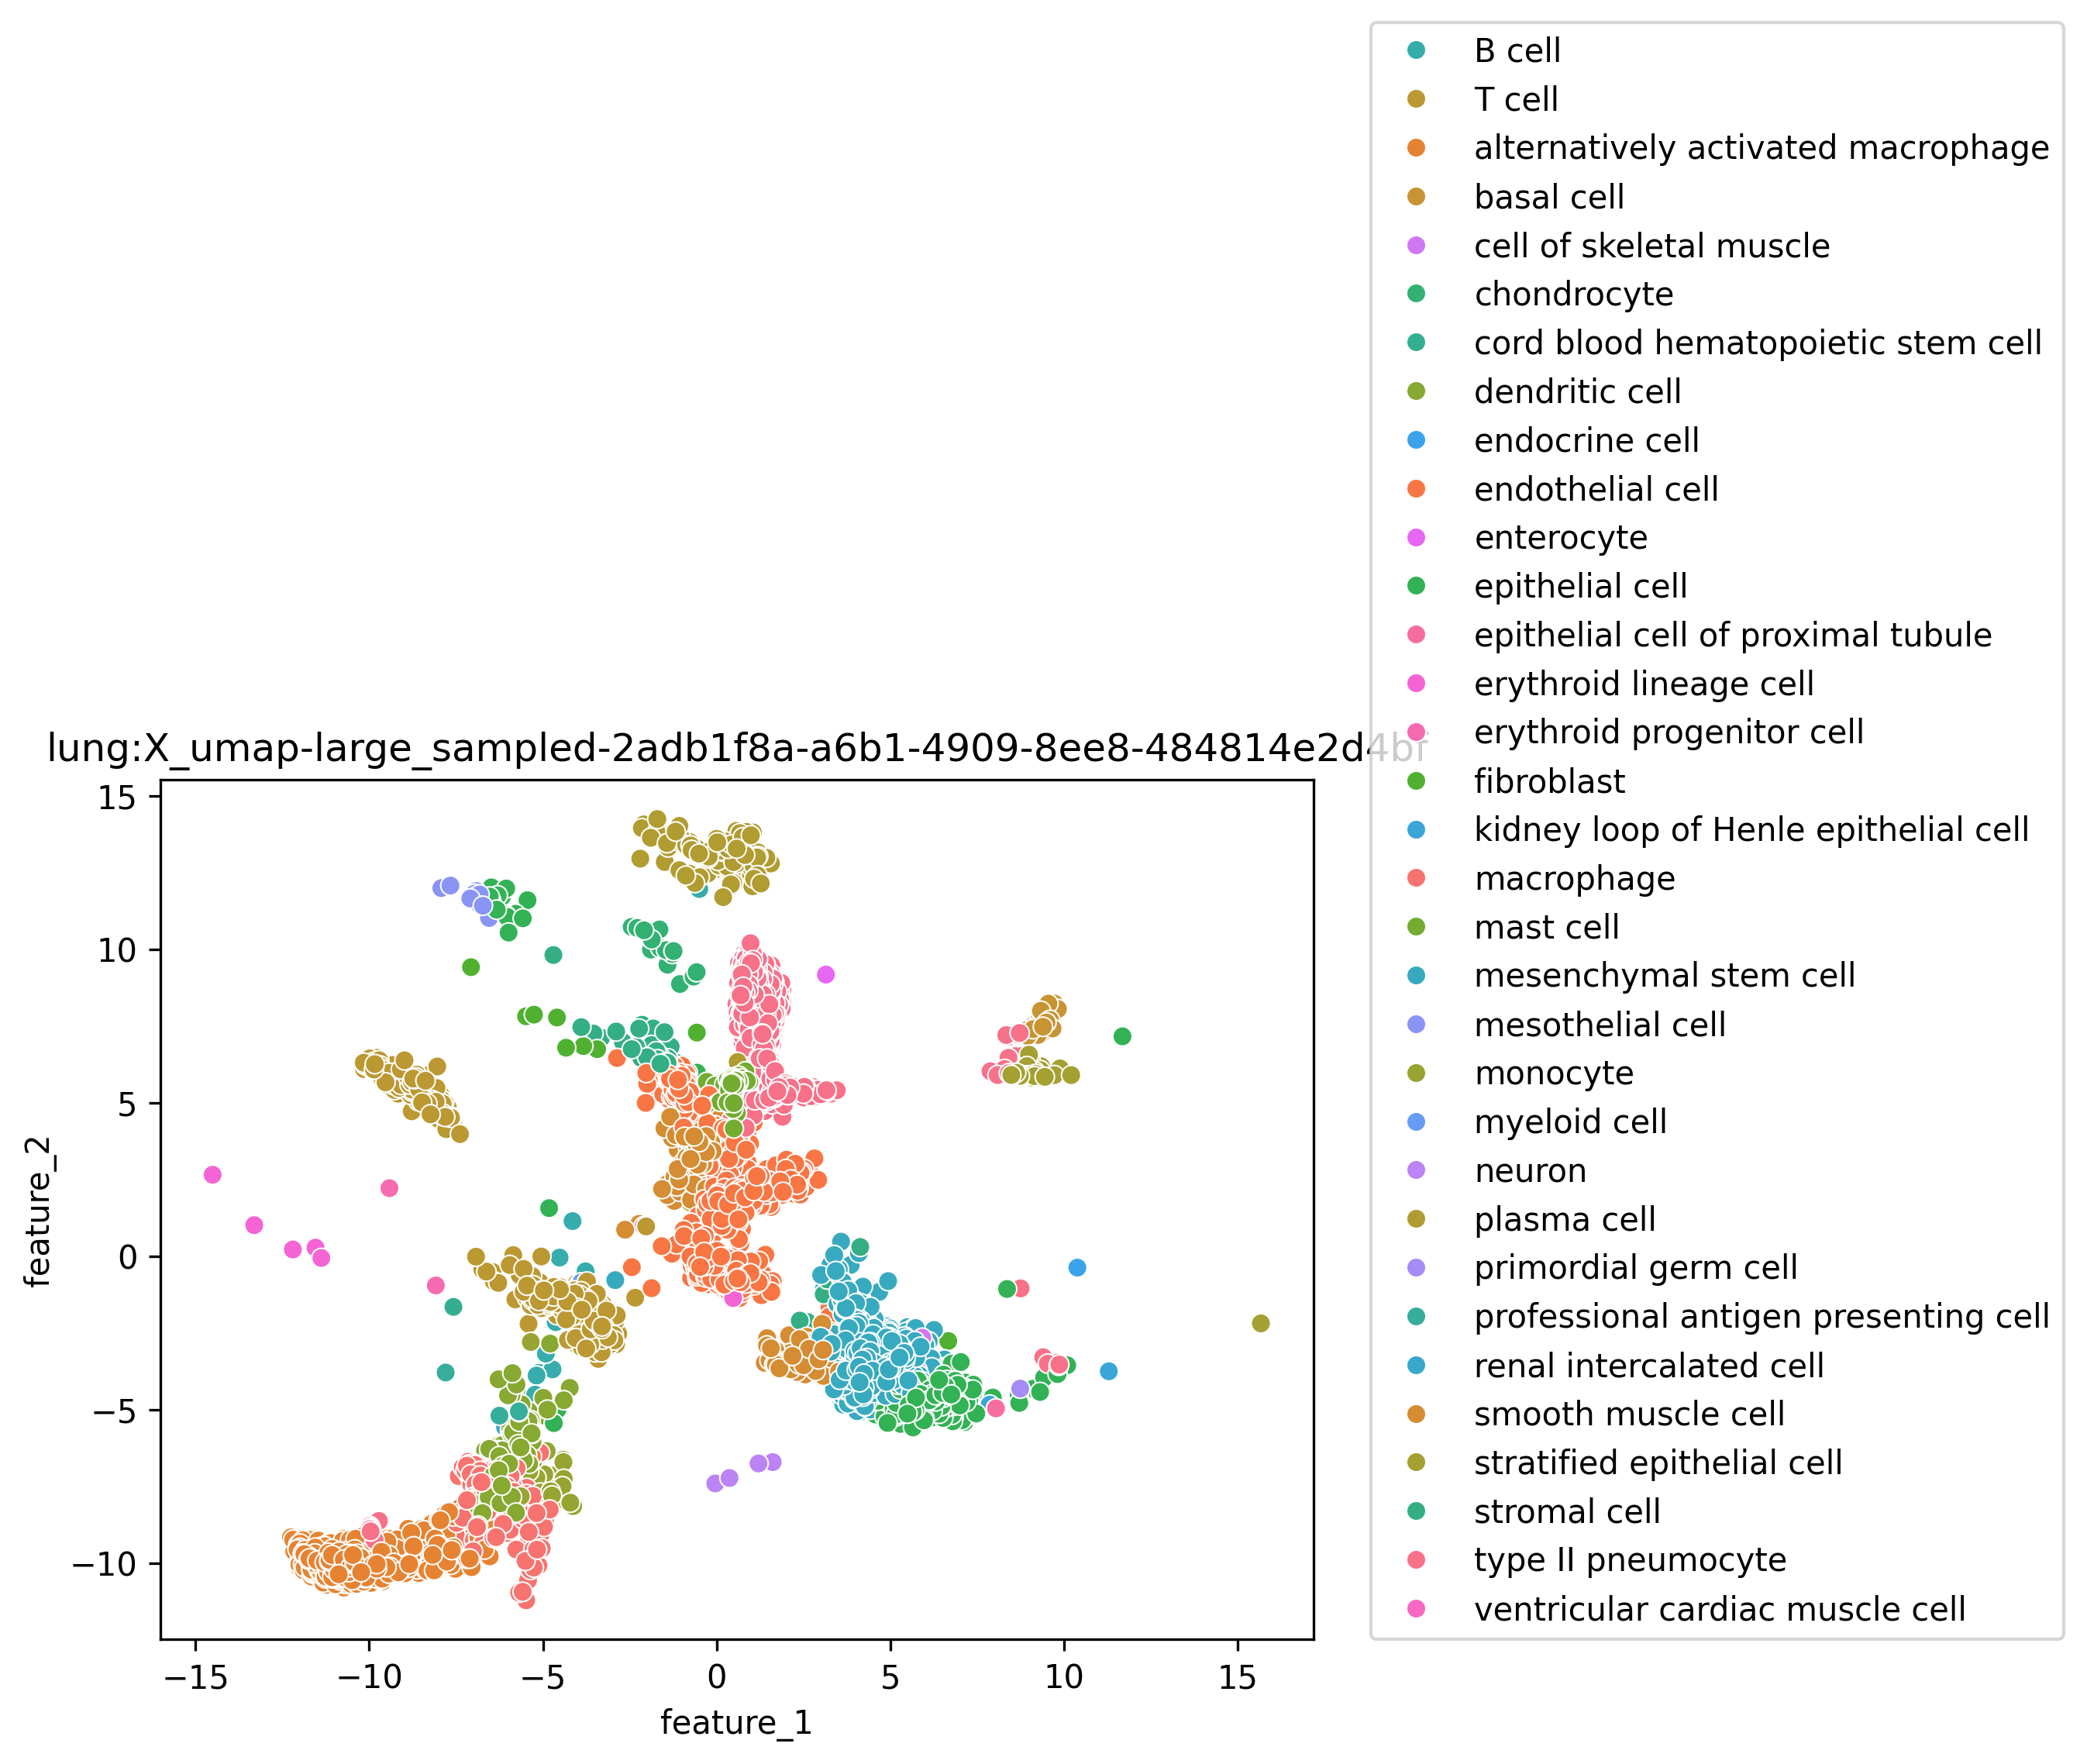 B cell
T cell
alternatively activated macrophage
basal cell
cell of skeletal muscle
chondrocyte
cord blood hematopoietic stem cell
dendritic cell
endocrine cell
endothelial cell
enterocyte
epithelial cell
epithelial cell of proximal tubule
erythroid lineage cell
erythroid progenitor cell
fibroblast
kidney loop of Henle epithelial cell
macrophage
mast cell
mesenchymal stem cell
mesothelial cell
monocyte
myeloid cell
neuron
plasma cell
primordial germ cell
professional antigen presenting cell
renal intercalated cell
smooth muscle cell
stratified epithelial cell
stromal cell
type II pneumocyte
ventricular cardiac muscle cell
lung:X_umap-large_sampled-2adb1f8a-a6b1-4909-8ee8-484814e2d4bf
15
10
5
0
−5
−10
feature_2
−15
−10
−5
0
5
10
15
feature_1